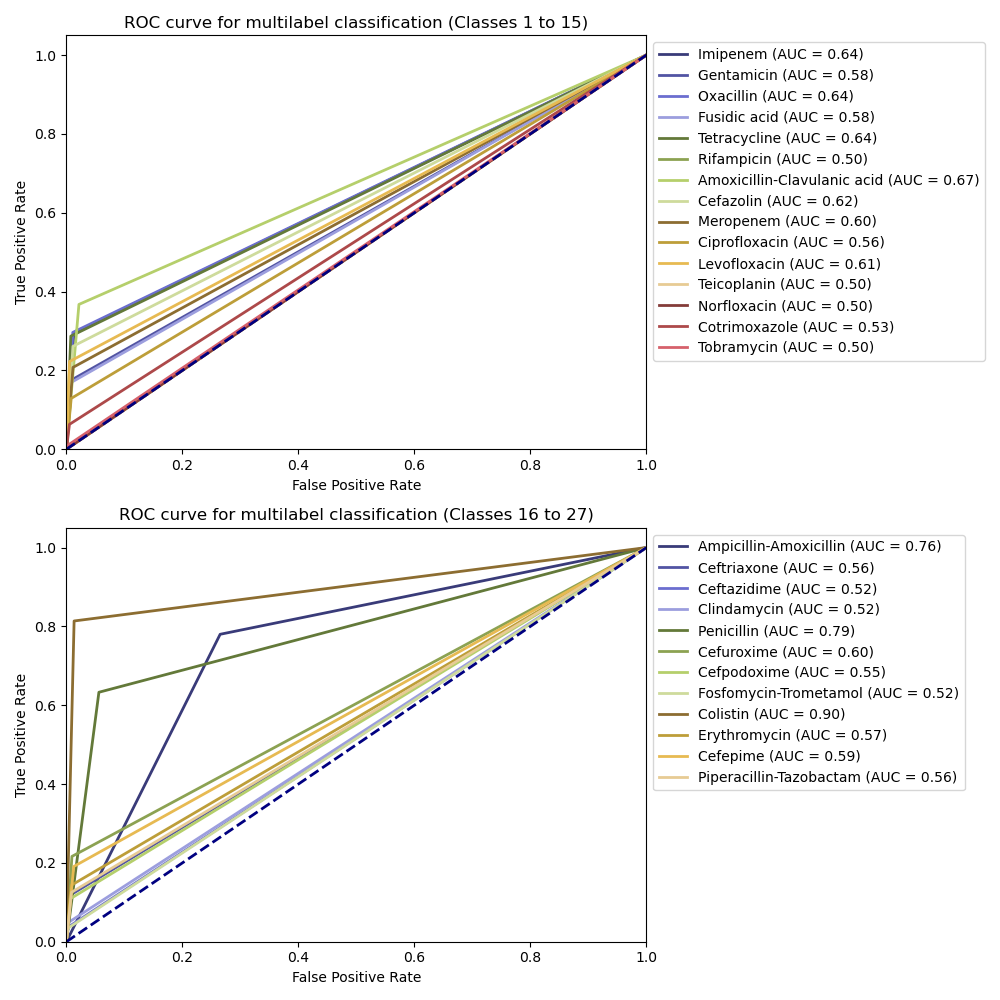 ROC curve for multilabel classification (Classes 1 to 15)
True Positive Rate
1.0
0.8
0.6
0.4
0.2
0.0
0.0 0.2 0.4 0.6 0.8 1.0
False Positive Rate
Imipenem (AUC = 0.64)
Gentamicin (AUC = 0.58)
Oxacillin (AUC = 0.64)
Fusidic acid (AUC = 0.58)
Tetracycline (AUC = 0.64)
Rifampicin (AUC = 0.50)
Amoxicillin-Clavulanic acid (AUC = 0.67)
Cefazolin (AUC = 0.62)
Meropenem (AUC = 0.60)
Ciprofloxacin (AUC = 0.56)
Levofloxacin (AUC = 0.61)
Teicoplanin (AUC = 0.50)
Norfloxacin (AUC = 0.50)
Cotrimoxazole (AUC = 0.53)
Tobramycin (AUC = 0.50)
ROC curve for multilabel classification (Classes 16 to 27)
True Positive Rate
1.0
0.8
0.6
0.4
0.2
0.0
0.0 0.2 0.4 0.6 0.8 1.0
False Positive Rate
Ampicillin-Amoxicillin (AUC = 0.76)
Ceftriaxone (AUC = 0.56)
Ceftazidime (AUC = 0.52)
Clindamycin (AUC = 0.52)
Penicillin (AUC = 0.79)
Cefuroxime (AUC = 0.60)
Cefpodoxime (AUC = 0.55)
Fosfomycin-Trometamol (AUC = 0.52)
Colistin (AUC = 0.90)
Erythromycin (AUC = 0.57)
Cefepime (AUC = 0.59)
Piperacillin-Tazobactam (AUC = 0.56)